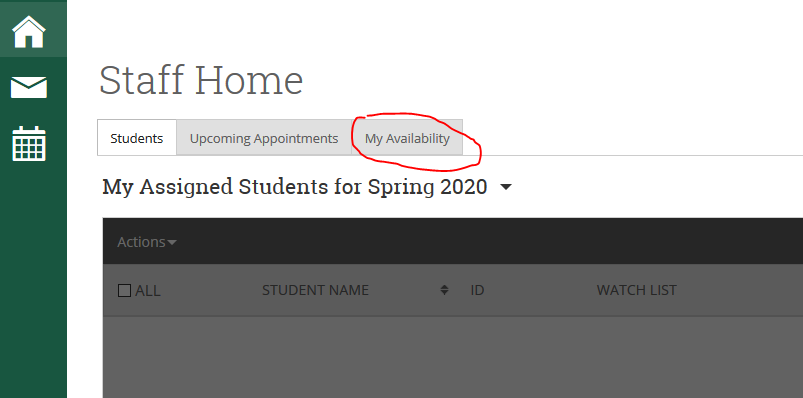 Staff Home
Students Upcoming Appointments My Availability
My Assigned Students for Spring 2020
Actions
ALL STUDENT NAME ID WATCH LIST